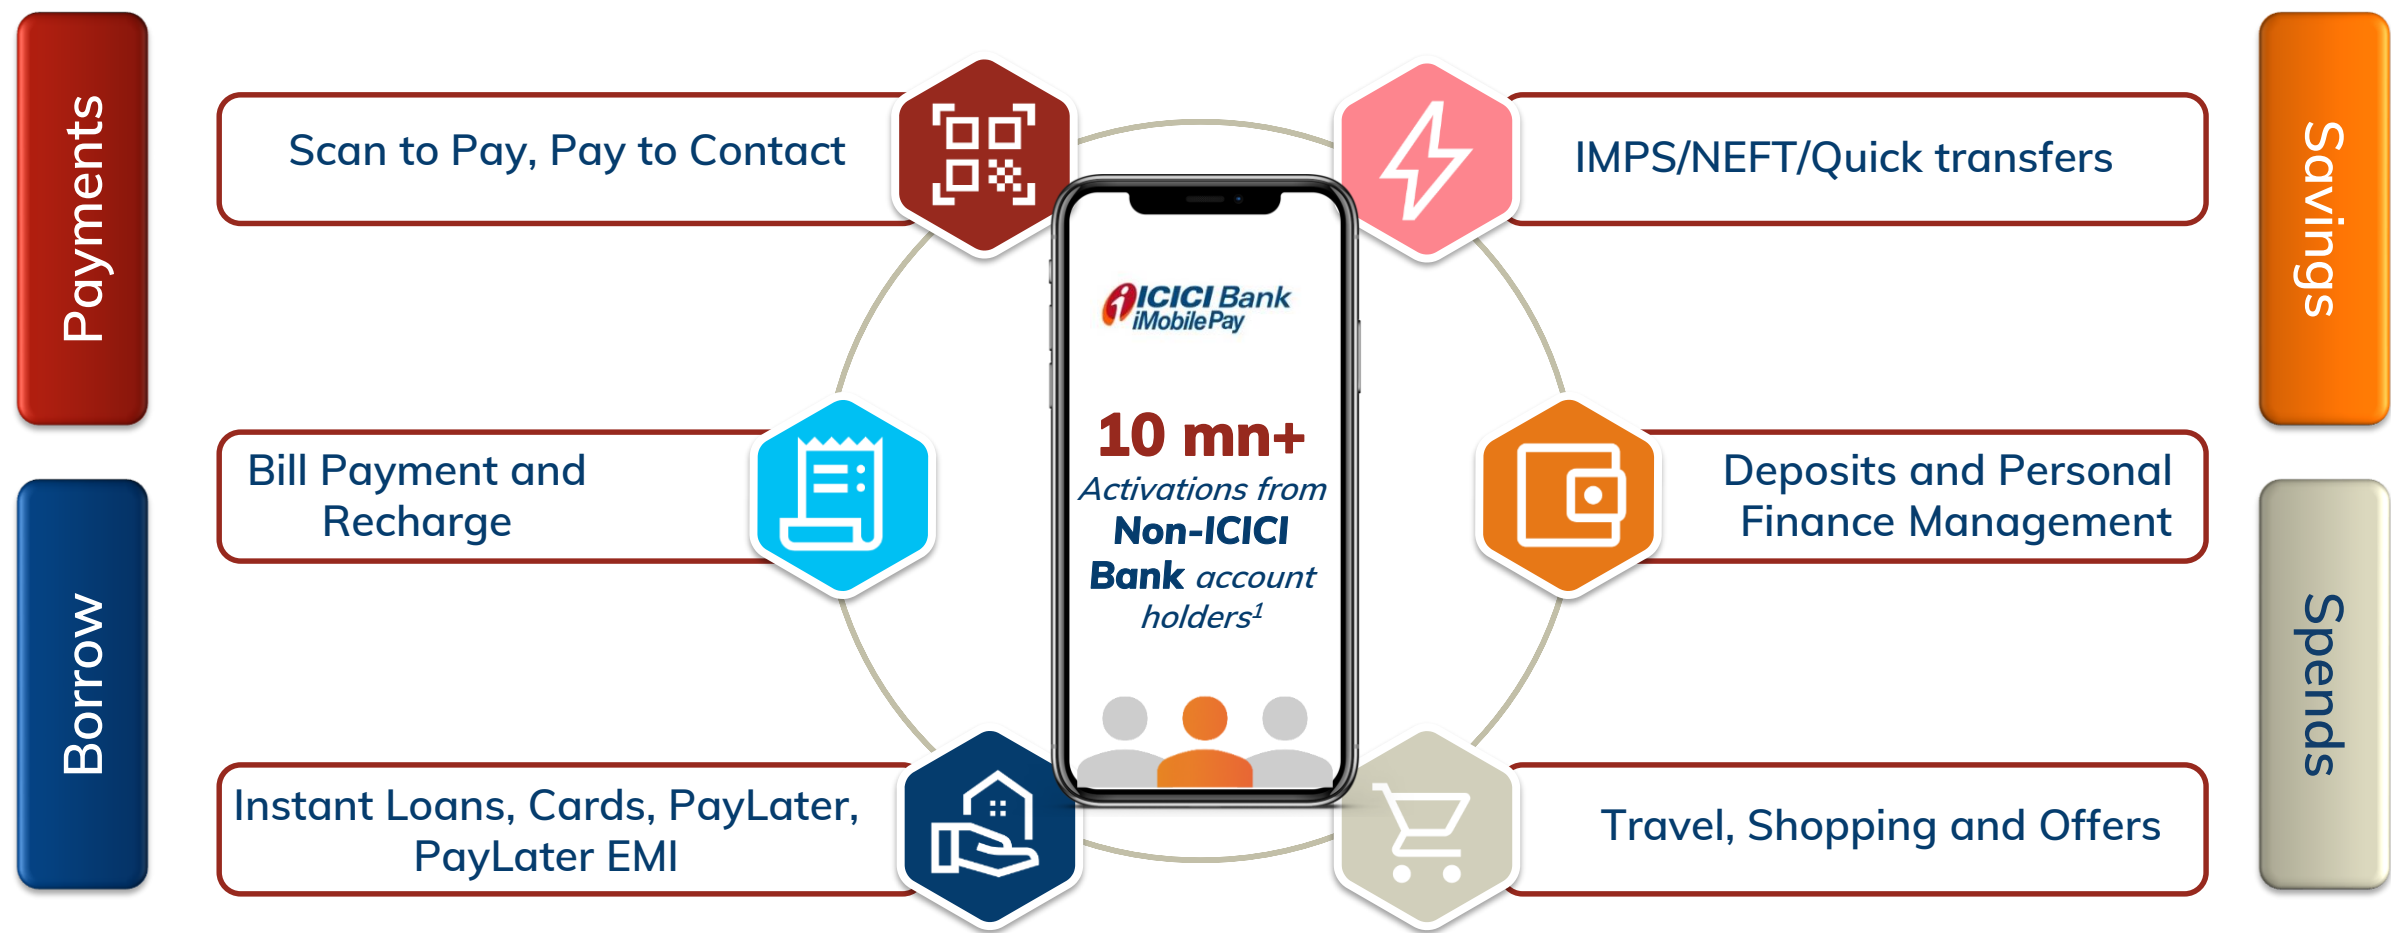 Payments
Borrow
Scan to Pay, Pay to Contact
Bill Payment and
Recharge
Instant Loans, Cards, PayLater,
PayLater EMI
ICICI Bank
iMobile Pay
10 mn+
Activations from
Non-ICICI
Bank account
holders¹
IMPS/NEFT/Quick transfers
Deposits and Personal
Finance Management
Travel, Shopping and Offers
Savings
Spends